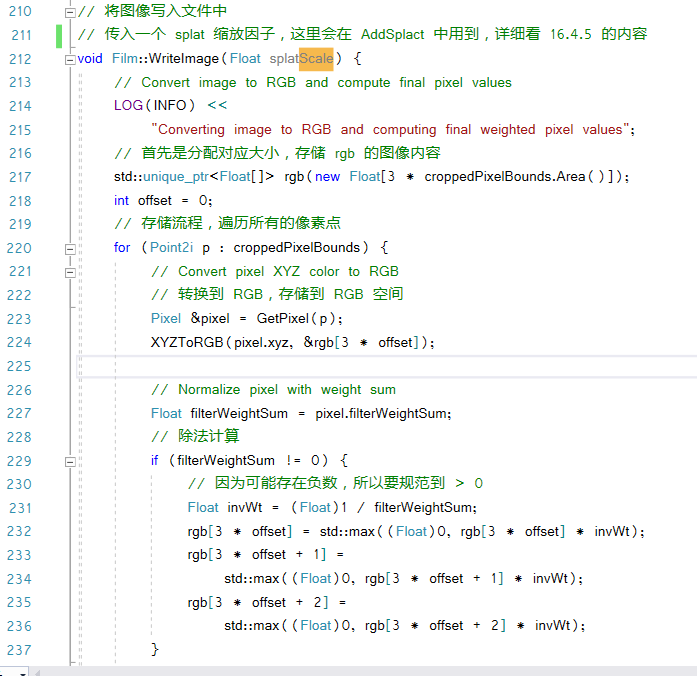 210 // 将图像写入文件中
211 // 传入一个 splat 缩放因子，这里会在 AddSplact 中用到，详细看 16.4.5 的内容
212 void Film::WriteImage(Float splatScale) {
213 // Convert image to RGB and compute final pixel values
214 LOG(INFO) <<
215 "Converting image to RGB and computing final weighted pixel values";
216 // 首先是分配对应大小，存储 rgb 的图像内容
217 std::unique_ptr<Float[]> rgb(new Float[3 * croppedPixelBounds.Area()]);
218 int offset = 0;
219 // 存储流程，遍历所有的像素点
220 for (Point2i p : croppedPixelBounds) {
221 // Convert pixel XYZ color to RGB
222 // 转换到 RGB，存储到 RGB 空间
223 Pixel &pixel = GetPixel(p);
224 XYZToRGB(pixel.xyz, &rgb[3 * offset]);
225
226 // Normalize pixel with weight sum
227 Float filterWeightSum = pixel.filterWeightSum;
228 // 除法计算
229 if (filterWeightSum != 0) {
230 // 因为可能存在负数，所以要规范到 > 0
231 Float invWt = (Float)1 / filterWeightSum;
232 rgb[3 * offset] = std::max((Float)0, rgb[3 * offset] * invWt);
233 rgb[3 * offset + 1] =
234 std::max((Float)0, rgb[3 * offset + 1] * invWt);
235 rgb[3 * offset + 2] =
236 std::max((Float)0, rgb[3 * offset + 2] * invWt);
237 }